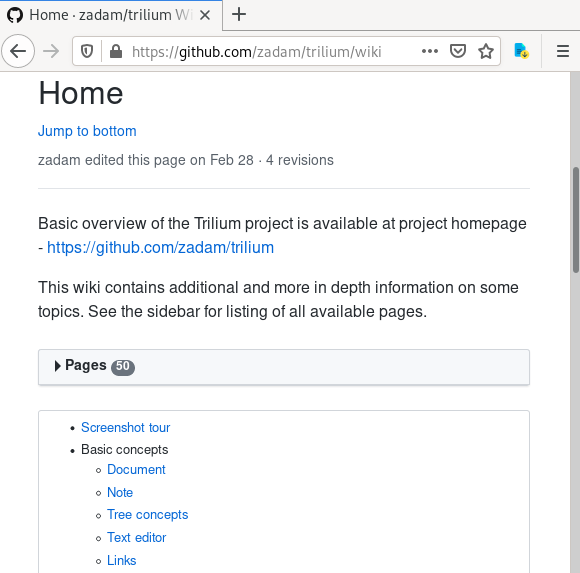 Home · zadam/trilium Wi
https://github.com/zadam/trilium/wiki
Home
Jump to bottom
zadam edited this page on Feb 28 · 4 revisions
Basic overview of the Trilium project is available at project homepage
- https://github.com/zadam/trilium
This wiki contains additional and more in depth information on some
topics. See the sidebar for listing of all available pages.
Pages 50
• Screenshot tour
• Basic concepts
◦ Document
◦ Note
◦ Tree concepts
◦ Text editor
◦ Links